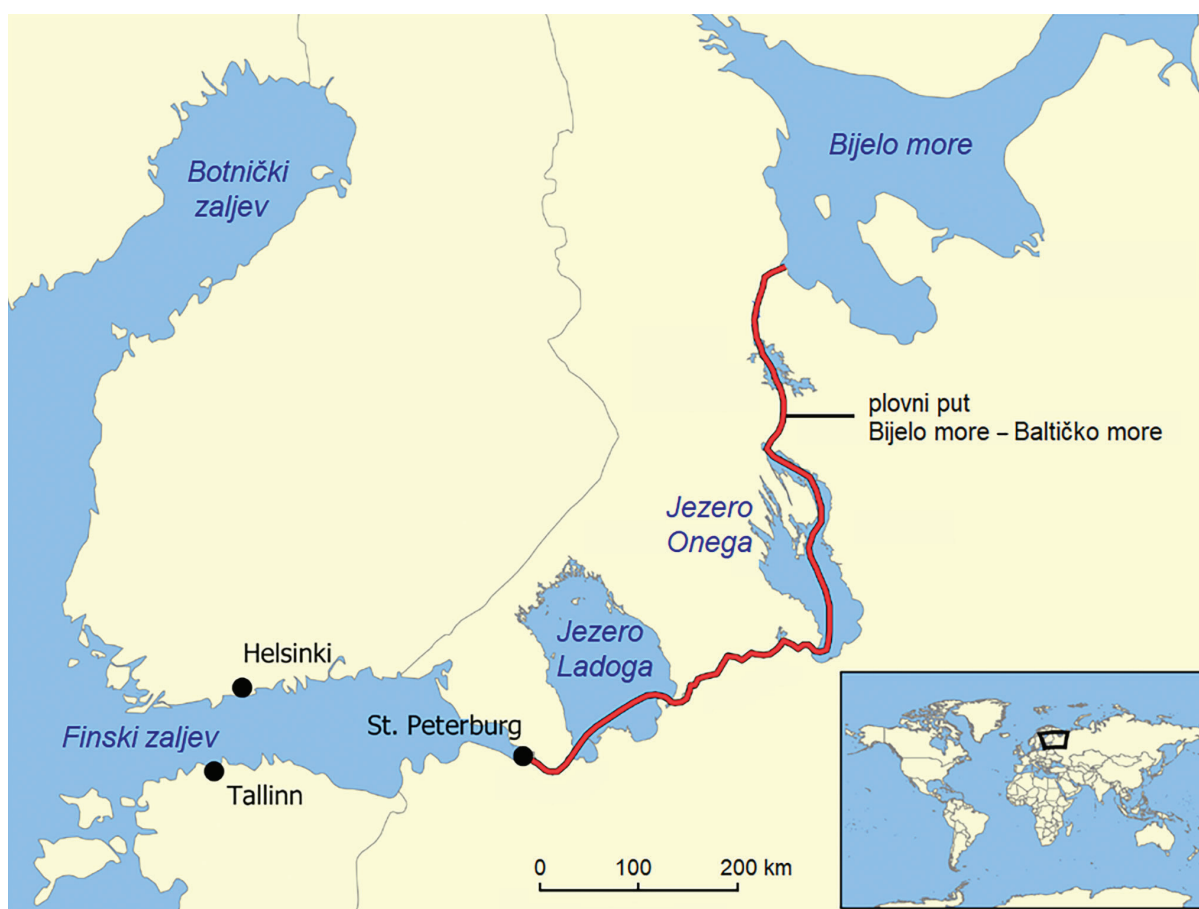 Botnički
zaljev
Bijelo more
plovni put
Bijelo more – Baltičko more
Jezero
Onega
Jezero
Ladoga
Helsinki
St. Peterburg
Finski zaljev
Tallinn
0 100 200 km